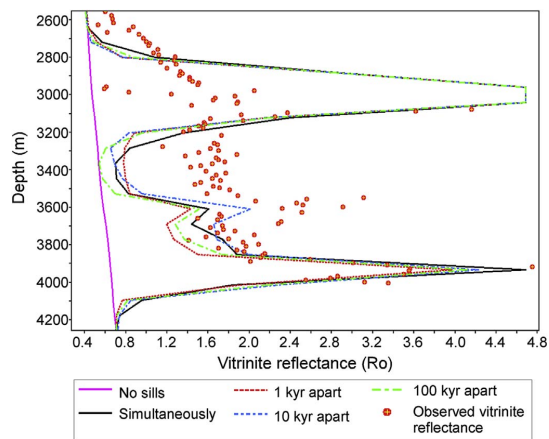 2600
2800
3000
3200
3400
3600
3800
4000
4200
Depth (m)
0.4 0.8 1.2 1.6 2.0 2.4 2.8 3.2 3.6 4.0 4.4 4.8
Vitrinite reflectance (Ro)
No sills 1 kyr apart 100 kyr apart
Simultaneously 10 kyr apart Observed vitrinite
reflectance